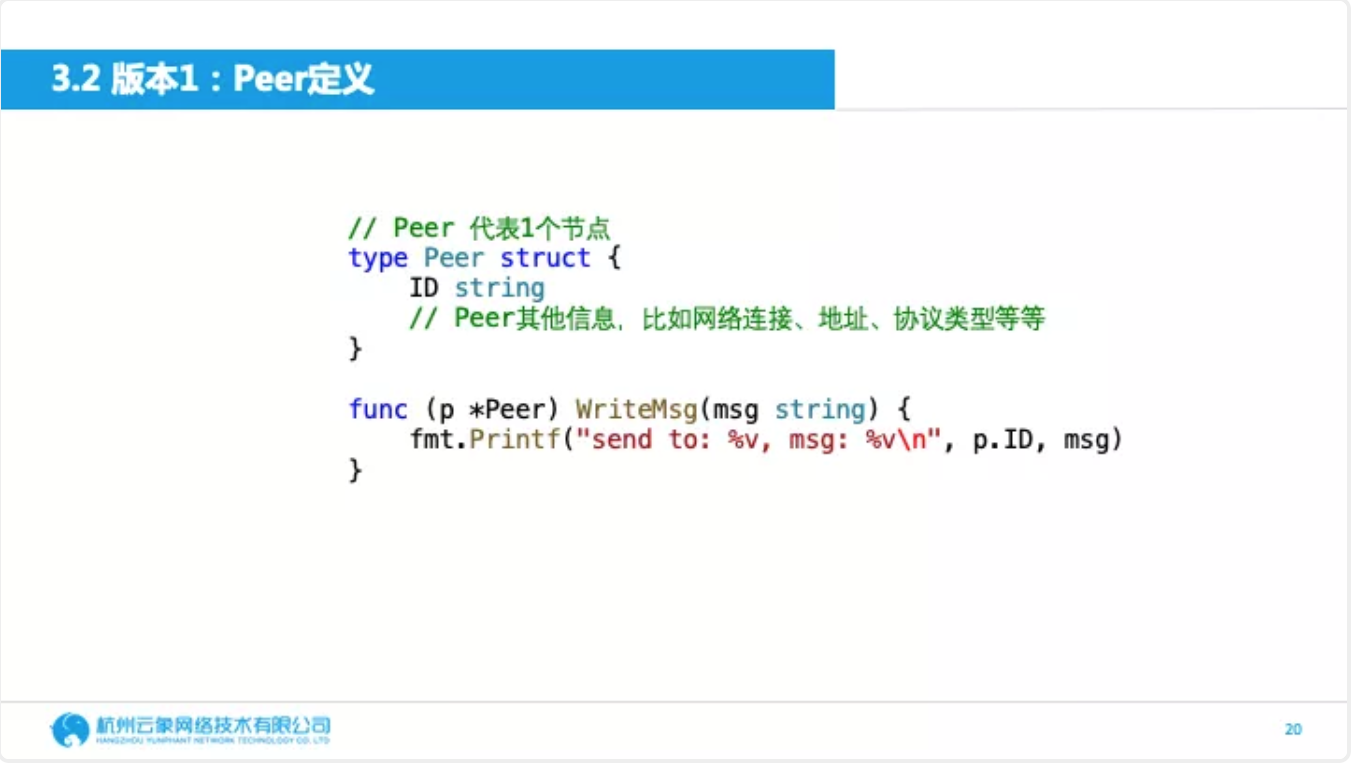 3.2 版本1：Peer定义
// Peer 代表1个节点
type Peer struct {
    ID string
    // Peer其他信息，比如网络连接、地址、协议类型等等
}
func (p *Peer) WriteMsg(msg string) {
    fmt.Printf("send to: %v, msg: %v\n", p.ID, msg)
}
杭州云象网络技术有限公司
HANGZHOU YUNPHANT NETWORK TECHNOLOGY CO. LTD
20